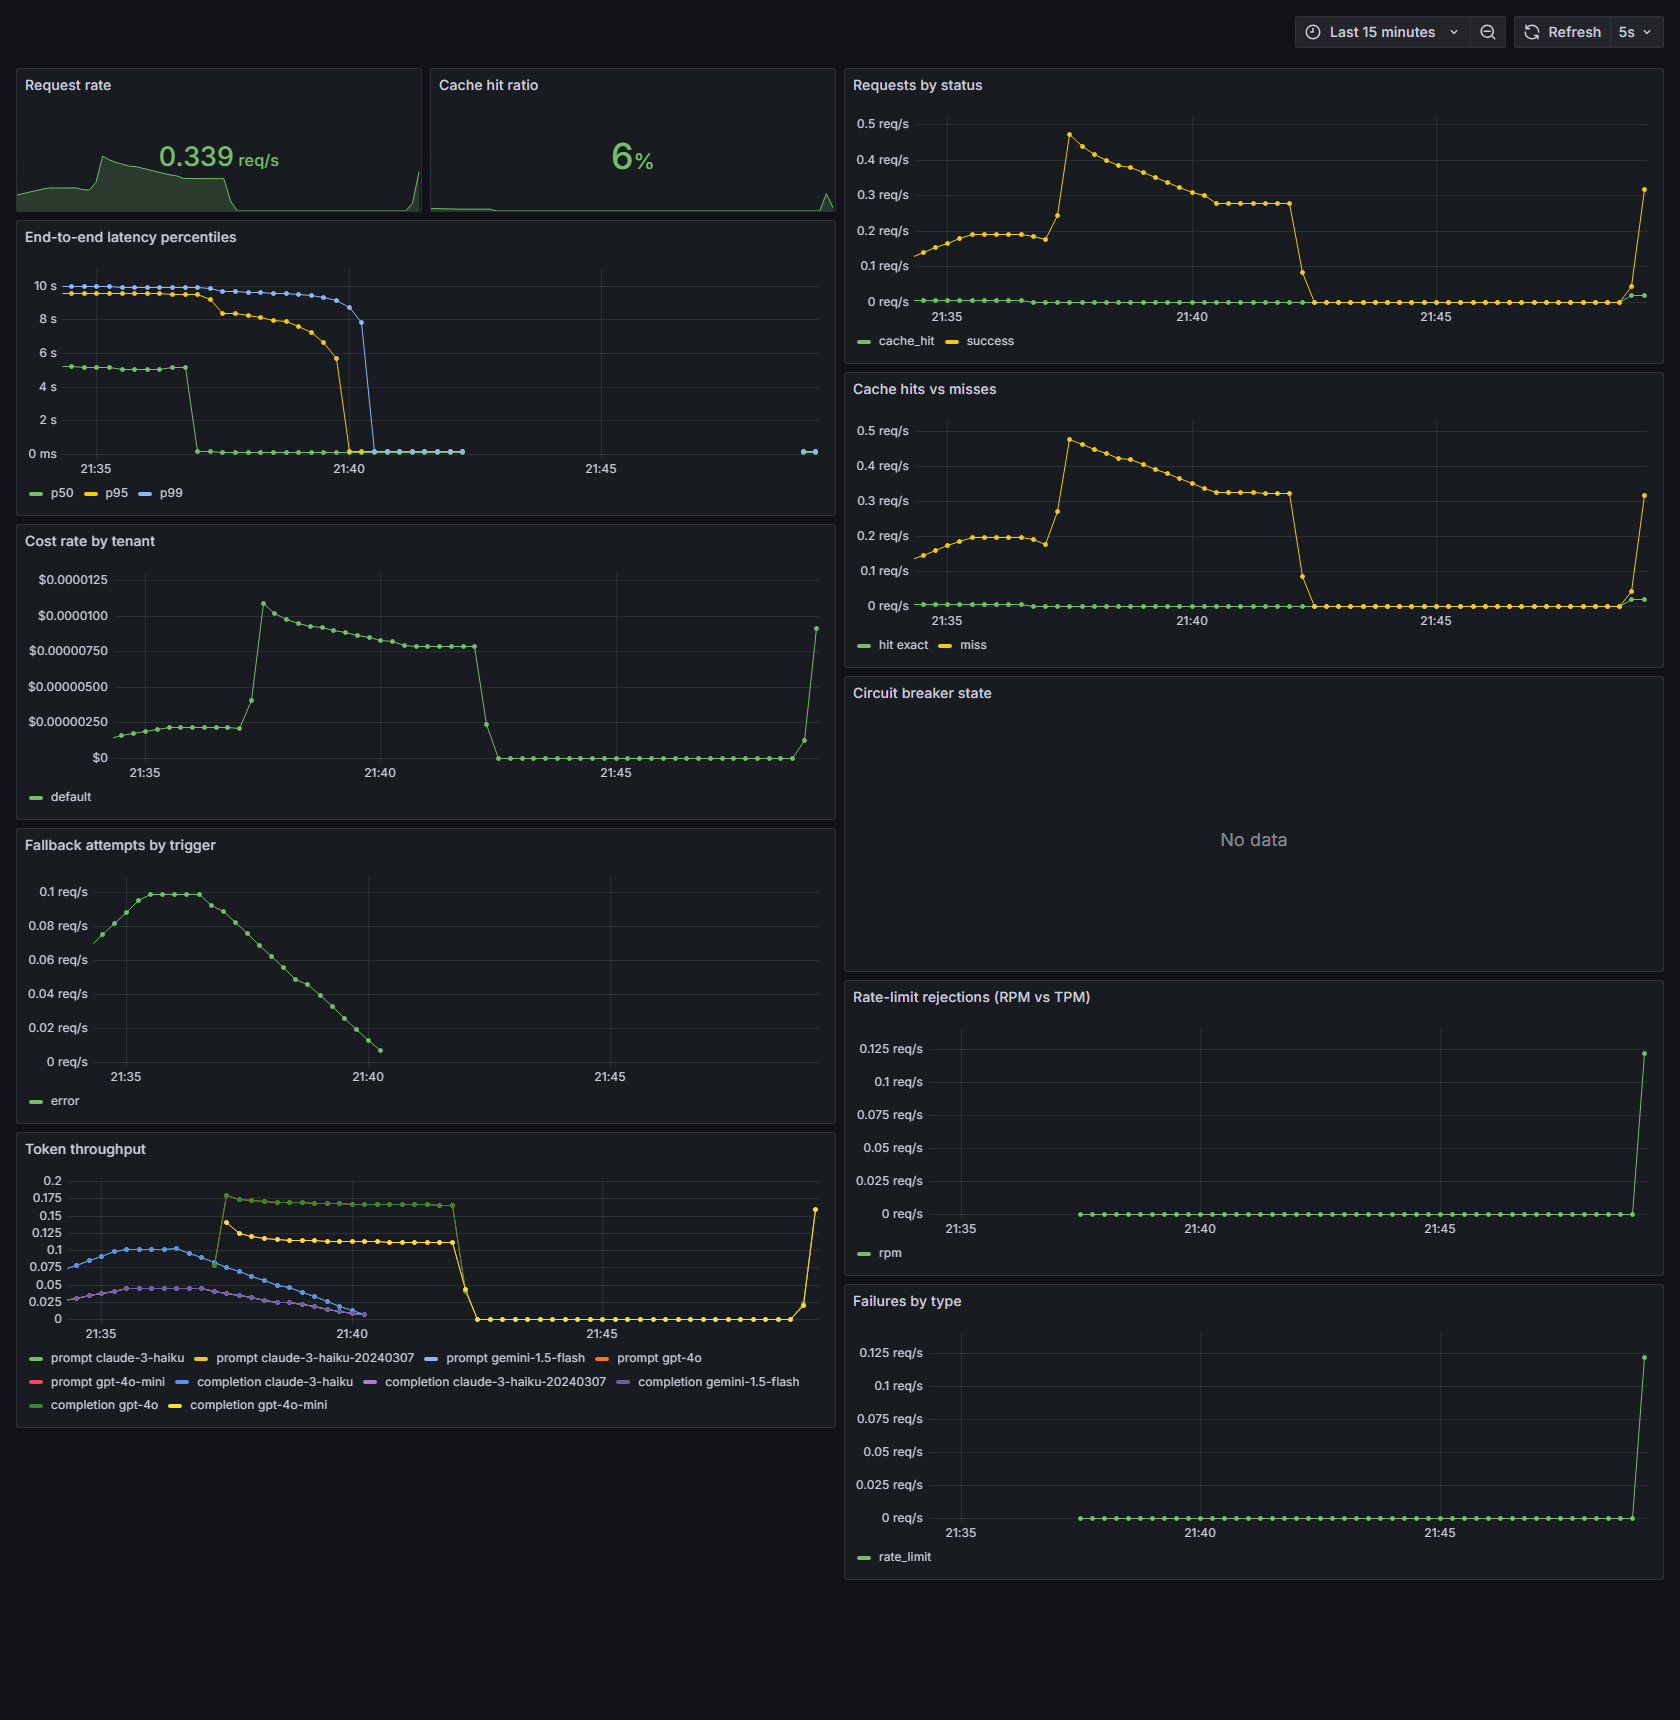 Last 15 minutes
Refresh 5s
Request rate
0.339 req/s
Cache hit ratio
6%
End-to-end latency percentiles
10 s
8 s
6 s
4 s
2 s
0 ms
21:35 21:40 21:45
p50 p95 p99
Cost rate by tenant
$0.0000125
$0.0000100
$0.00000750
$0.00000500
$0.00000250
$0
21:35 21:40 21:45
default
Fallback attempts by trigger
0.1 req/s
0.08 req/s
0.06 req/s
0.04 req/s
0.02 req/s
0 req/s
21:35 21:40 21:45
error
Token throughput
0.2
0.175
0.15
0.125
0.1
0.075
0.05
0.025
0
21:35 21:40 21:45
prompt claude-3-haiku prompt claude-3-haiku-20240307 prompt gemini-1.5-flash prompt gpt-4o
prompt gpt-4o-mini completion claude-3-haiku completion claude-3-haiku-20240307 completion gemini-1.5-flash
completion gpt-4o completion gpt-4o-mini
Requests by status
0.5 req/s
0.4 req/s
0.3 req/s
0.2 req/s
0.1 req/s
0 req/s
21:35 21:40 21:45
cache_hit success
Cache hits vs misses
0.5 req/s
0.4 req/s
0.3 req/s
0.2 req/s
0.1 req/s
0 req/s
21:35 21:40 21:45
hit exact miss
Circuit breaker state
No data
Rate-limit rejections (RPM vs TPM)
0.125 req/s
0.1 req/s
0.075 req/s
0.05 req/s
0.025 req/s
0 req/s
21:35 21:40 21:45
rpm
Failures by type
0.125 req/s
0.1 req/s
0.075 req/s
0.05 req/s
0.025 req/s
0 req/s
21:35 21:40 21:45
rate_limit